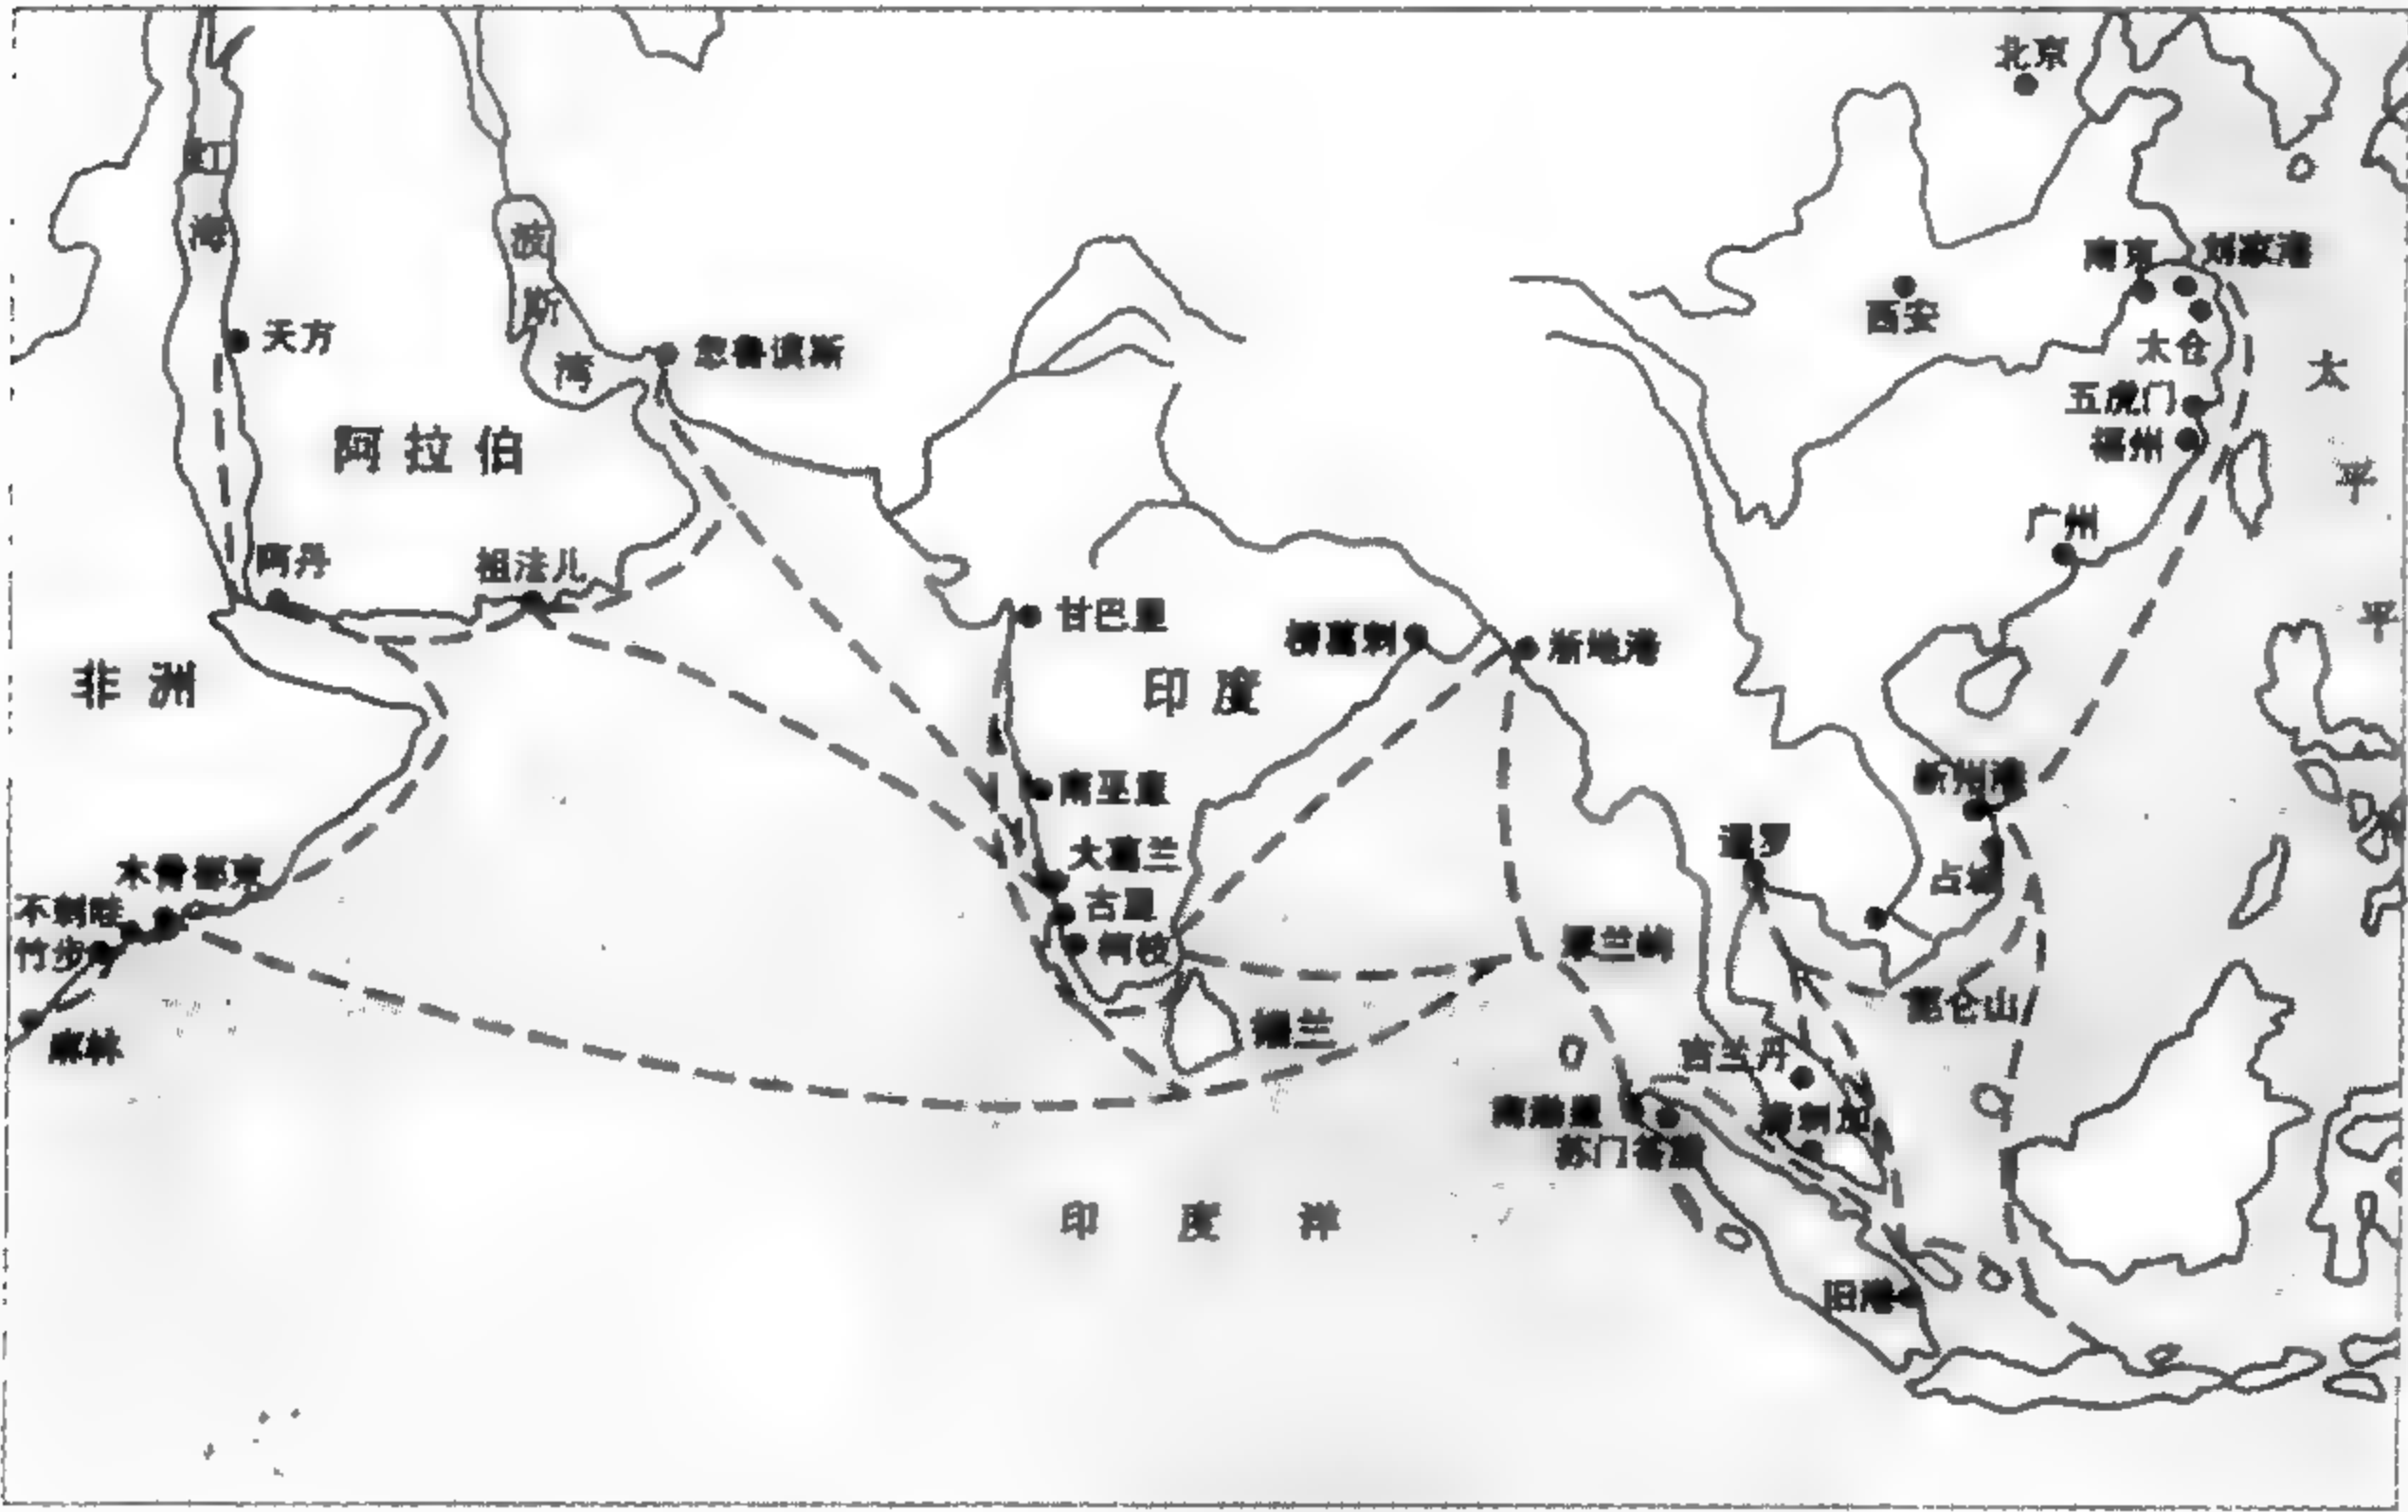 北京
红海
波斯湾
南京
刘家港
西安
太仓
天方
忽鲁谟斯
太平
五虎门
福州
阿拉伯
广州
阿丹
祖法儿
甘巴里
榜葛剌
浙地港
平
非洲
印度
新州港
南巫里
大葛兰
暹罗
占城
木骨都束
不剌哇
古里
竹步
柯枝
翠兰屿
昆仑山
麻林
锡兰
吉兰丹
南渤里
满剌加
苏门答腊
印度洋
旧港